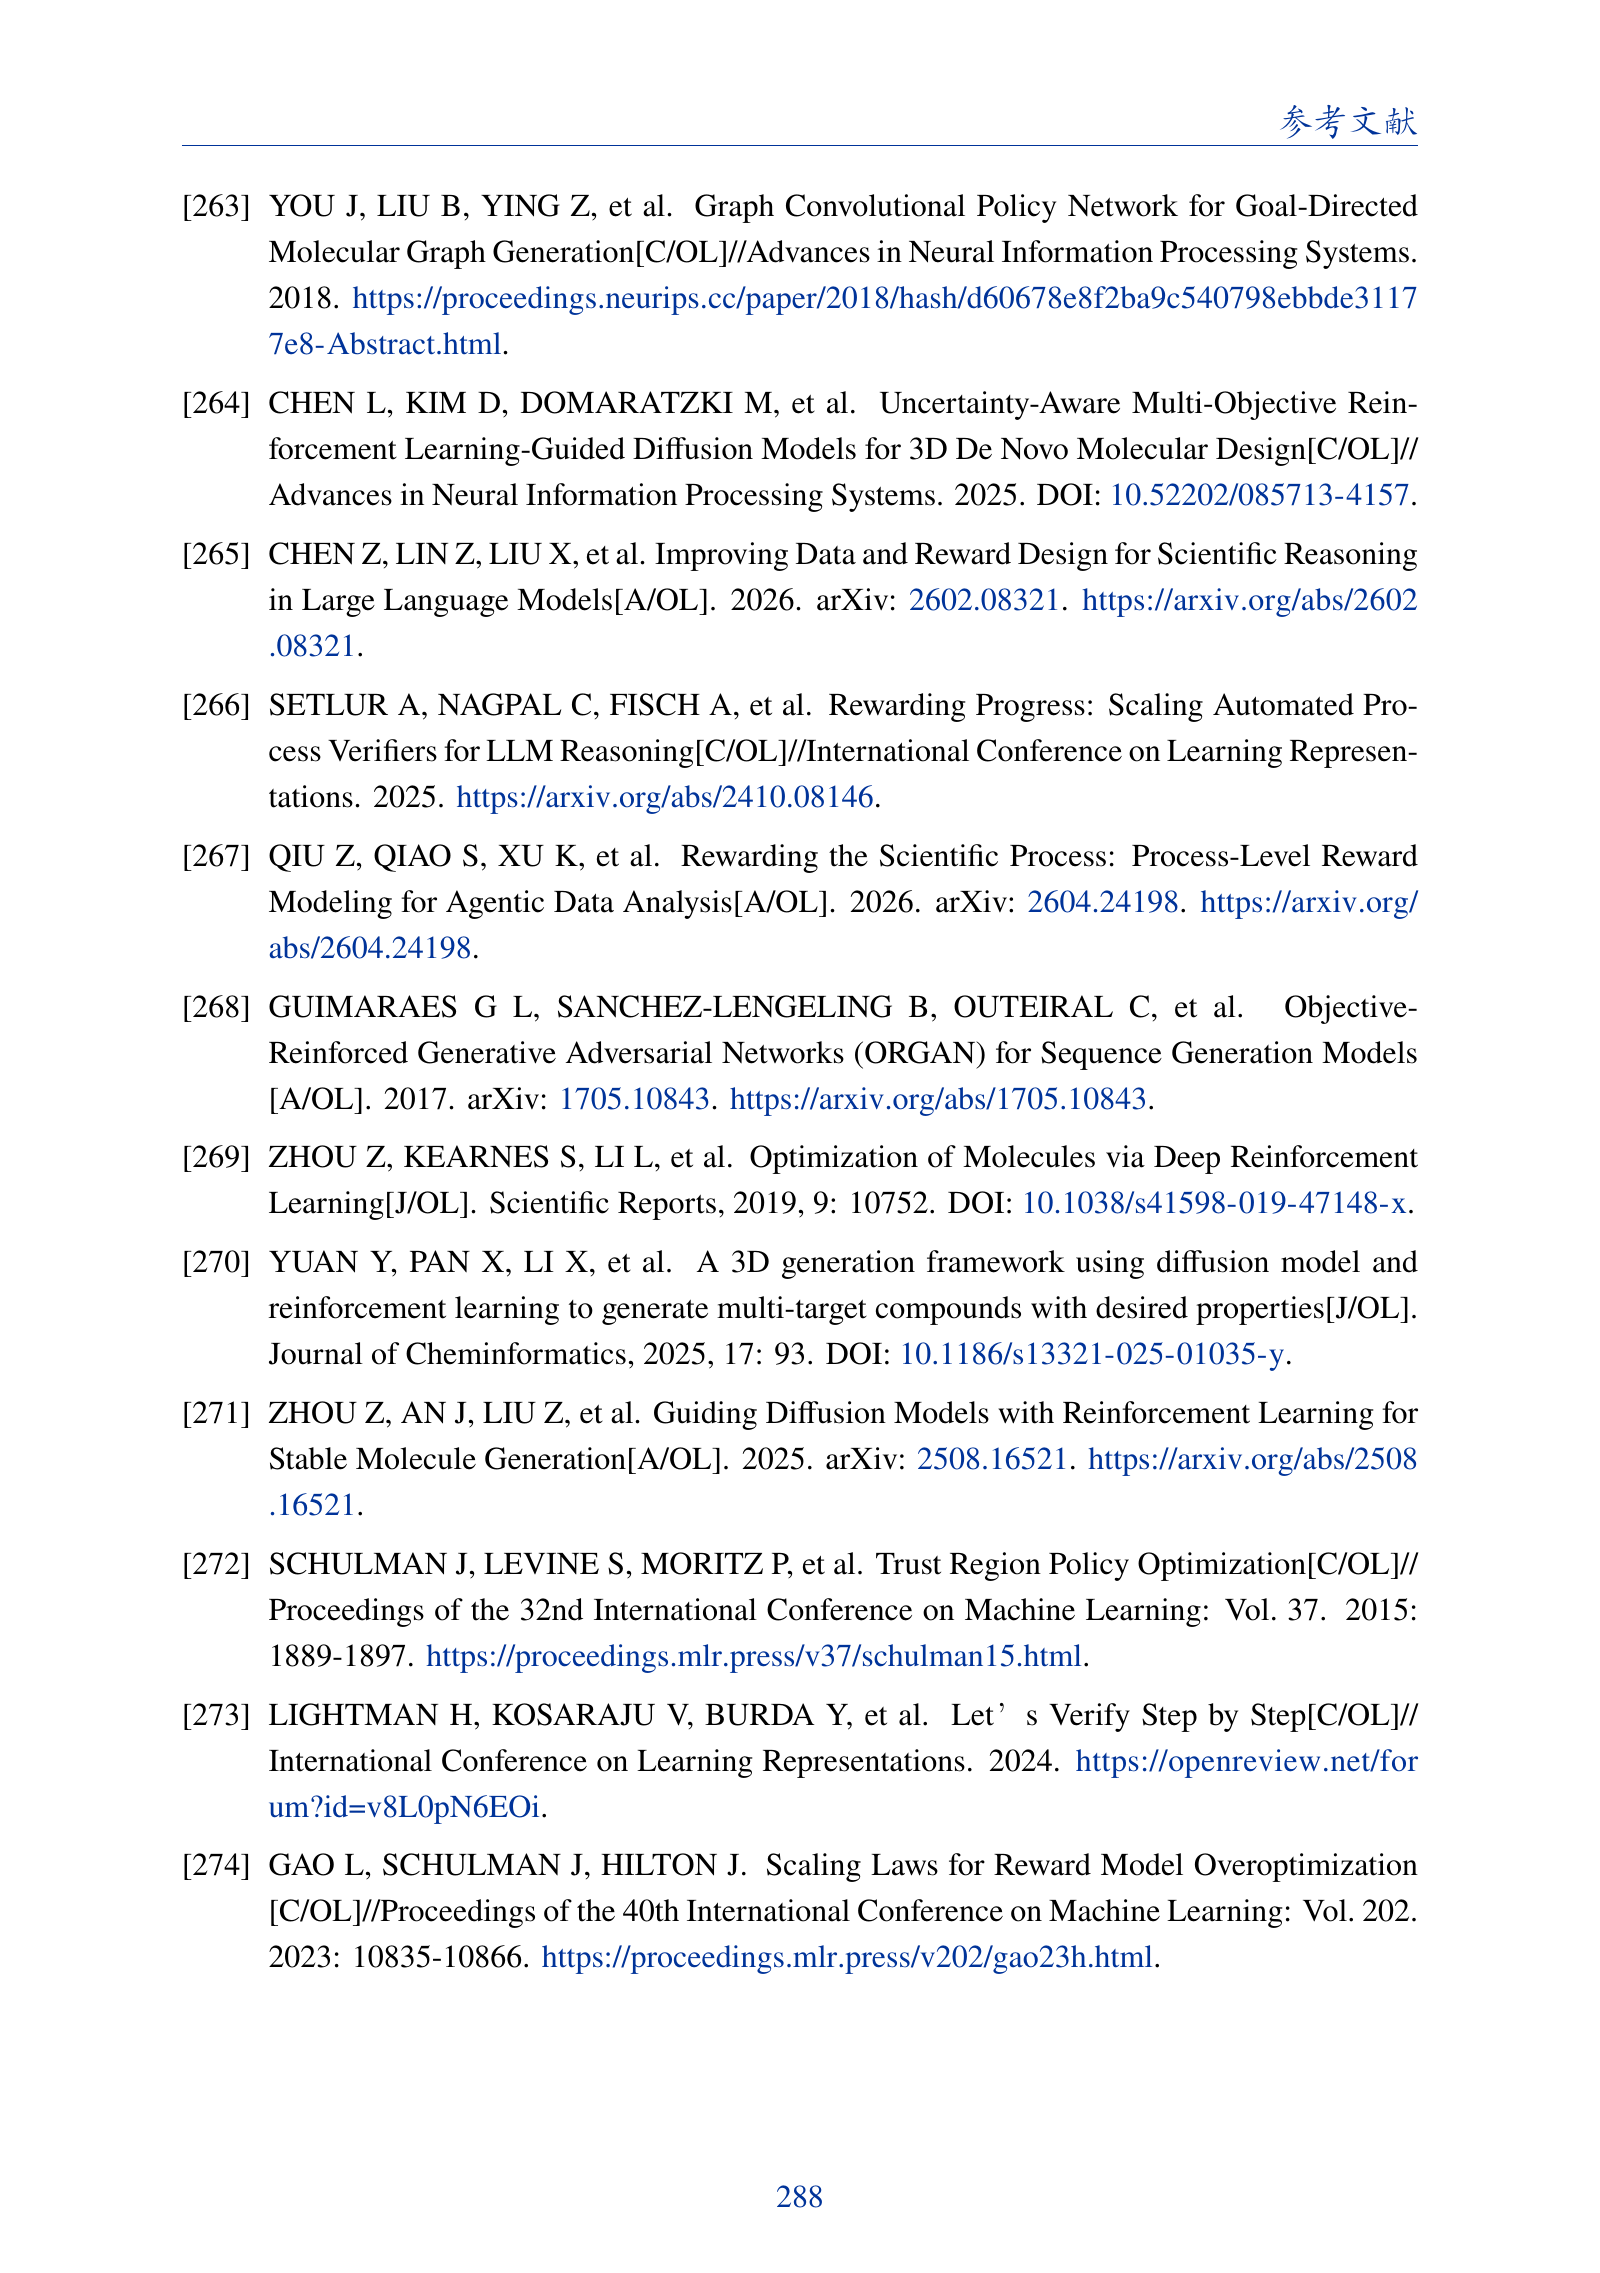 参考文献
[263] YOU J, LIU B, YING Z, et al. Graph Convolutional Policy Network for Goal-Directed
Molecular Graph Generation[C/OL]//Advances in Neural Information Processing Systems.
2018. https://proceedings.neurips.cc/paper/2018/hash/d60678e8f2ba9c540798ebbde3117
7e8-Abstract.html.
[264] CHEN L, KIM D, DOMARATZKI M, et al. Uncertainty-Aware Multi-Objective Rein-
forcement Learning-Guided Diffusion Models for 3D De Novo Molecular Design[C/OL]//
Advances in Neural Information Processing Systems. 2025. DOI: 10.52202/085713-4157.
[265] CHEN Z, LIN Z, LIU X, et al. Improving Data and Reward Design for Scientific Reasoning
in Large Language Models[A/OL]. 2026. arXiv: 2602.08321. https://arxiv.org/abs/2602
.08321.
[266] SETLUR A, NAGPAL C, FISCH A, et al. Rewarding Progress: Scaling Automated Pro-
cess Verifiers for LLM Reasoning[C/OL]//International Conference on Learning Represen-
tations. 2025. https://arxiv.org/abs/2410.08146.
[267] QIU Z, QIAO S, XU K, et al. Rewarding the Scientific Process: Process-Level Reward
Modeling for Agentic Data Analysis[A/OL]. 2026. arXiv: 2604.24198. https://arxiv.org/
abs/2604.24198.
[268] GUIMARAES G L, SANCHEZ-LENGELING B, OUTEIRAL C, et al. Objective-
Reinforced Generative Adversarial Networks (ORGAN) for Sequence Generation Models
[A/OL]. 2017. arXiv: 1705.10843. https://arxiv.org/abs/1705.10843.
[269] ZHOU Z, KEARNES S, LI L, et al. Optimization of Molecules via Deep Reinforcement
Learning[J/OL]. Scientific Reports, 2019, 9: 10752. DOI: 10.1038/s41598-019-47148-x.
[270] YUAN Y, PAN X, LI X, et al. A 3D generation framework using diffusion model and
reinforcement learning to generate multi-target compounds with desired properties[J/OL].
Journal of Cheminformatics, 2025, 17: 93. DOI: 10.1186/s13321-025-01035-y.
[271] ZHOU Z, AN J, LIU Z, et al. Guiding Diffusion Models with Reinforcement Learning for
Stable Molecule Generation[A/OL]. 2025. arXiv: 2508.16521. https://arxiv.org/abs/2508
.16521.
[272] SCHULMAN J, LEVINE S, MORITZ P, et al. Trust Region Policy Optimization[C/OL]//
Proceedings of the 32nd International Conference on Machine Learning: Vol. 37. 2015:
1889-1897. https://proceedings.mlr.press/v37/schulman15.html.
[273] LIGHTMAN H, KOSARAJU V, BURDA Y, et al. Let’s Verify Step by Step[C/OL]//
International Conference on Learning Representations. 2024. https://openreview.net/for
um?id=v8L0pN6EOi.
[274] GAO L, SCHULMAN J, HILTON J. Scaling Laws for Reward Model Overoptimization
[C/OL]//Proceedings of the 40th International Conference on Machine Learning: Vol. 202.
2023: 10835-10866. https://proceedings.mlr.press/v202/gao23h.html.
288